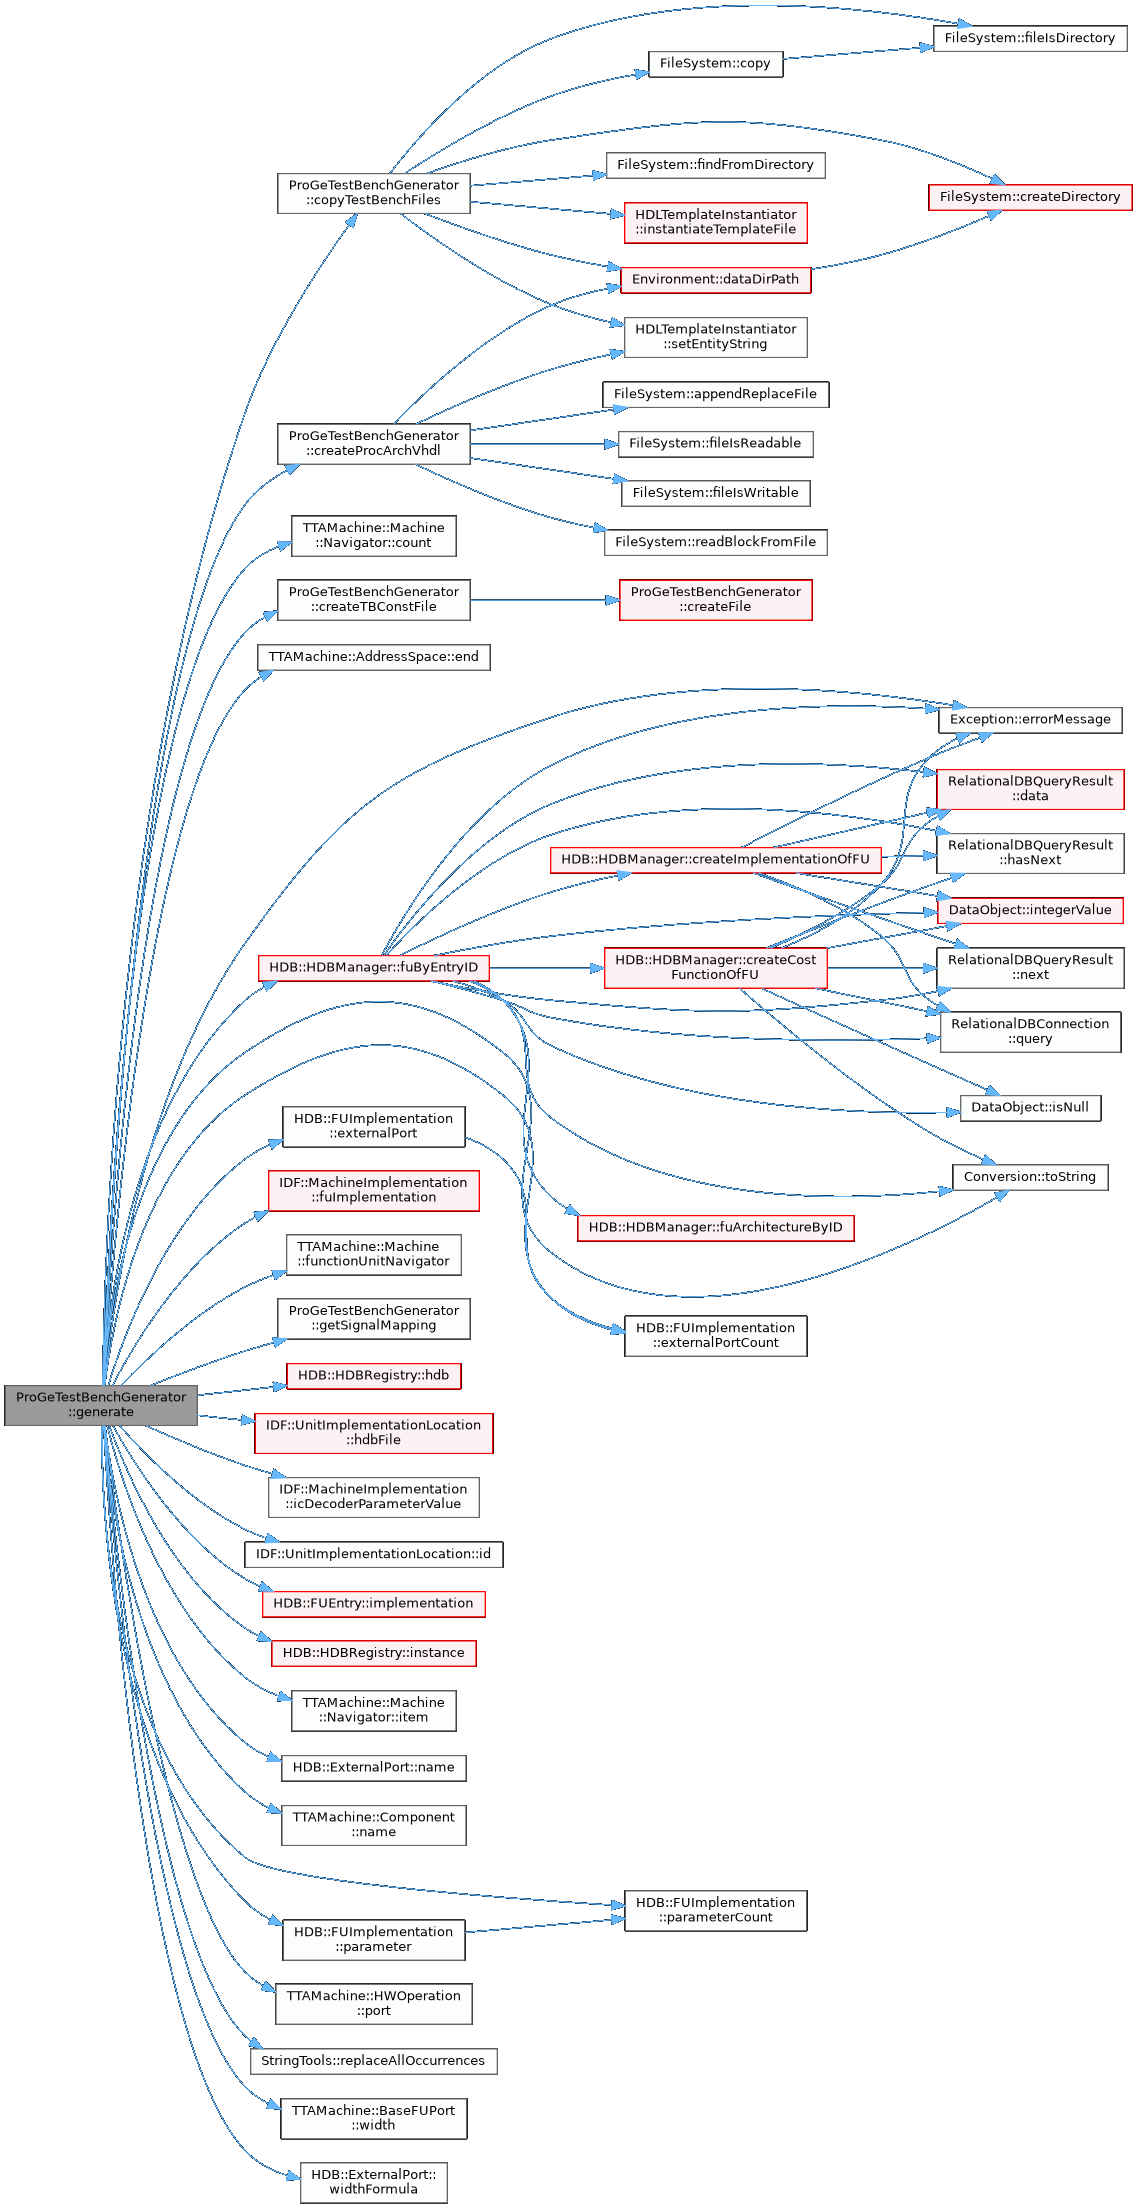 FileSystem::fileIsDirectory
FileSystem::copy
ProGeTestBenchGenerator
::copyTestBenchFiles
FileSystem::findFromDirectory
FileSystem::createDirectory
HDLTemplateInstantiator
::instantiateTemplateFile
Environment::dataDirPath
HDLTemplateInstantiator
::setEntityString
FileSystem::appendReplaceFile
ProGeTestBenchGenerator
::createProcArchVhdl
FileSystem::fileIsReadable
FileSystem::fileIsWritable
TTAMachine::Machine
::Navigator::count
FileSystem::readBlockFromFile
ProGeTestBenchGenerator
::createTBConstFile
ProGeTestBenchGenerator
::createFile
TTAMachine::AddressSpace::end
Exception::errorMessage
RelationalDBQueryResult
::data
HDB::HDBManager::createImplementationOfFU
RelationalDBQueryResult
::hasNext
DataObject::integerValue
HDB::HDBManager::fuByEntryID
HDB::HDBManager::createCost
FunctionOfFU
RelationalDBQueryResult
::next
RelationalDBConnection
::query
DataObject::isNull
HDB::FUImplementation
::externalPort
Conversion::toString
IDF::MachineImplementation
::fuImplementation
HDB::HDBManager::fuArchitectureByID
TTAMachine::Machine
::functionUnitNavigator
ProGeTestBenchGenerator
::getSignalMapping
HDB::FUImplementation
::externalPortCount
HDB::HDBRegistry::hdb
ProGeTestBenchGenerator
::generate
IDF::UnitImplementationLocation
::hdbFile
IDF::MachineImplementation
::icDecoderParameterValue
IDF::UnitImplementationLocation::id
HDB::FUEntry::implementation
HDB::HDBRegistry::instance
TTAMachine::Machine
::Navigator::item
HDB::ExternalPort::name
TTAMachine::Component
::name
HDB::FUImplementation
::parameterCount
HDB::FUImplementation
::parameter
TTAMachine::HWOperation
::port
StringTools::replaceAllOccurrences
TTAMachine::BaseFUPort
::width
HDB::ExternalPort::
widthFormula